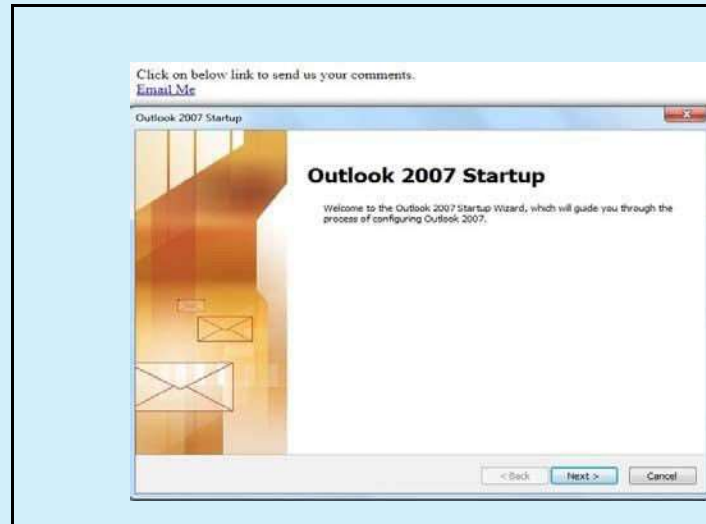 Click on below link to send us your comments.
Email Me
Outlook 2007 Startup
Outlook 2007 Startup
Welcome to the Outlook 2007 Startup Wizard, which will guide you through the
process of configuring Outlook 2007.
< Back
Next >
Cancel